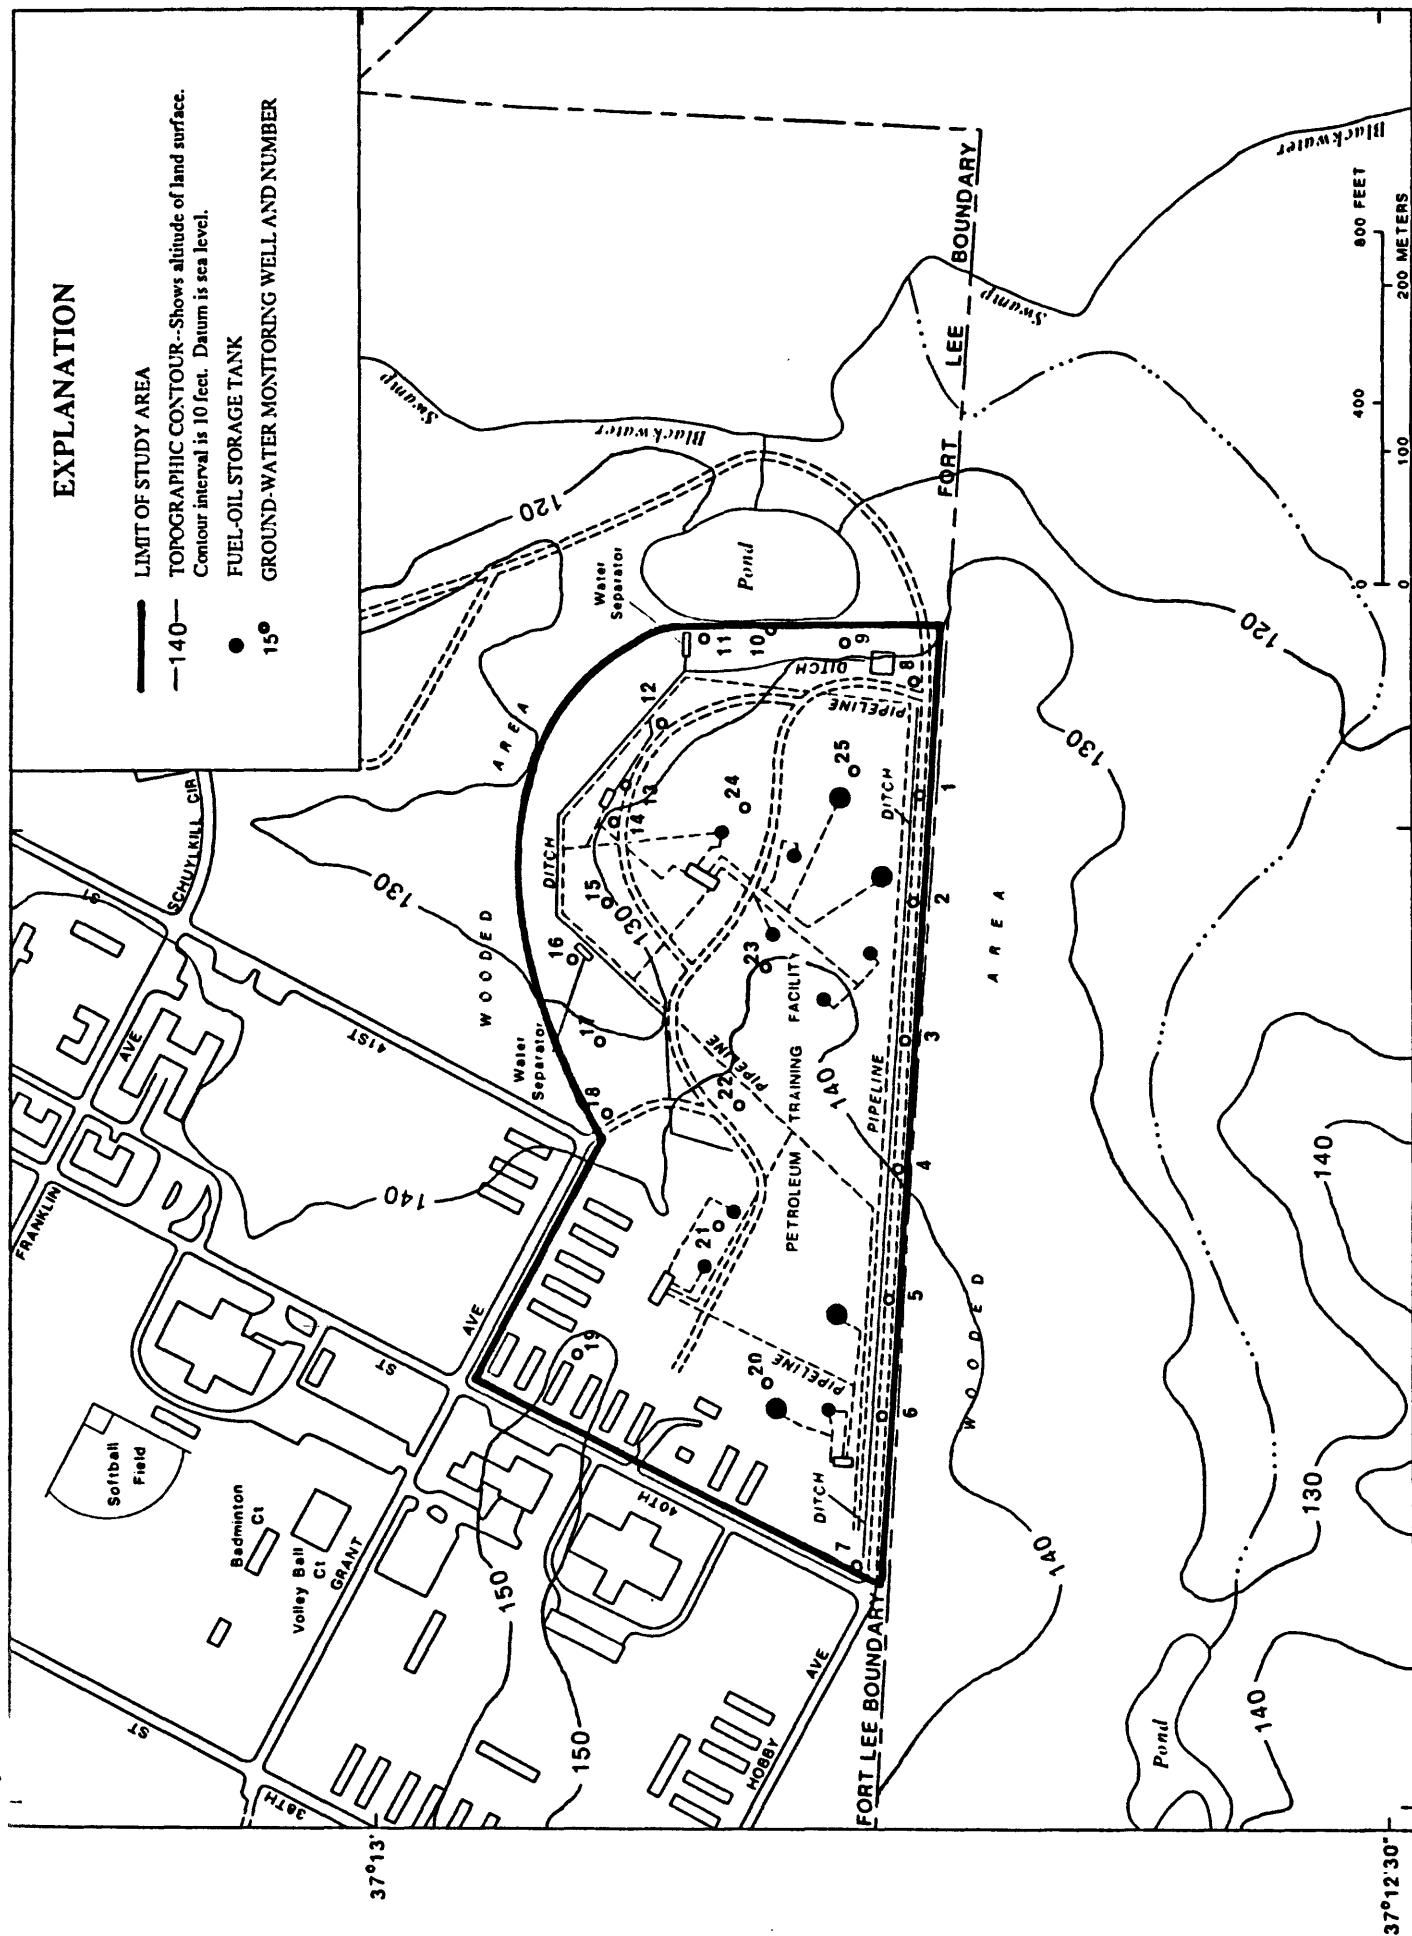 EXPLANATION
LIMIT OF STUDY AREA
—140— TOPOGRAPHIC CONTOUR--Shows altitude of land surface.
Contour interval is 10 feet. Datum is sea level.
FUEL-OIL STORAGE TANK
15 GROUND-WATER MONITORING WELL AND NUMBER
ST
SCHUYLKILL CIR
41ST
AVE
FRANKLIN
AVE
ST
GRANT
38TH
ST
40TH
HOBBY
AVE
Softball
Field
Badminton
Ct
Volley Ball
Ct
WOODED
AREA
130
140
150
150
120
Swamp
Blackwater
Water
Separator
Pond
Water
Separator
DITCH
DITCH
PIPELINE
DITCH
130
PIPELINE
PETROLEUM TRAINING FACILITY
140
PIPELINE
PIPELINE
DITCH
1
2
3
4
5
6
7
8
9
10
11
12
13
14
15
16
17
18
19
20
21
22
23
24
25
FORT LEE BOUNDARY
FORT LEE BOUNDARY
Swamp
Blackwater
WOODED
AREA
130
120
140
140
130
140
Pond
0 400 800 FEET
0 100 200 METERS
37°13'
37°12'30"